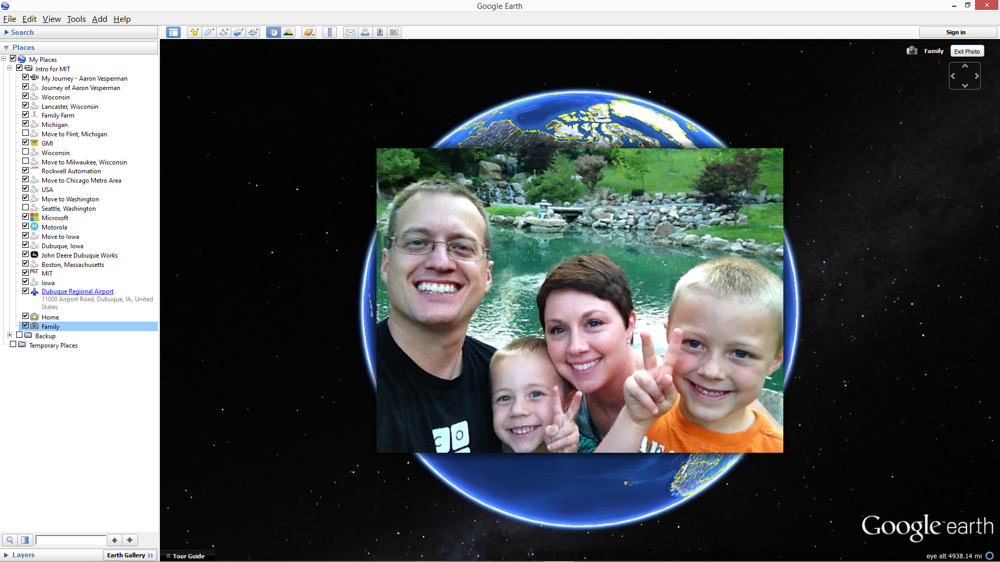 Google Earth
File Edit View Tools Add Help
Search
Sign in
Places
Family
Exit Photo
My Places
Intro for MIT
My Journey - Aaron Vesperman
Journey of Aaron Vesperman
Wisconsin
Lancaster, Wisconsin
Family Farm
Michigan
Move to Flint, Michigan
GMI
Wisconsin
Move to Milwaukee, Wisconsin
Rockwell Automation
Move to Chicago Metro Area
USA
Move to Washington
Seattle, Washington
Microsoft
Motorola
Move to Iowa
Dubuque, Iowa
John Deere Dubuque Works
Boston, Massachusetts
MIT
Iowa
Dubuque Regional Airport
11000 Airport Road, Dubuque, IA, United
States
Home
Family
Backup
Temporary Places
Google earth
Layers
Earth Gallery
Tour Guide
eye alt 4938.14 mi